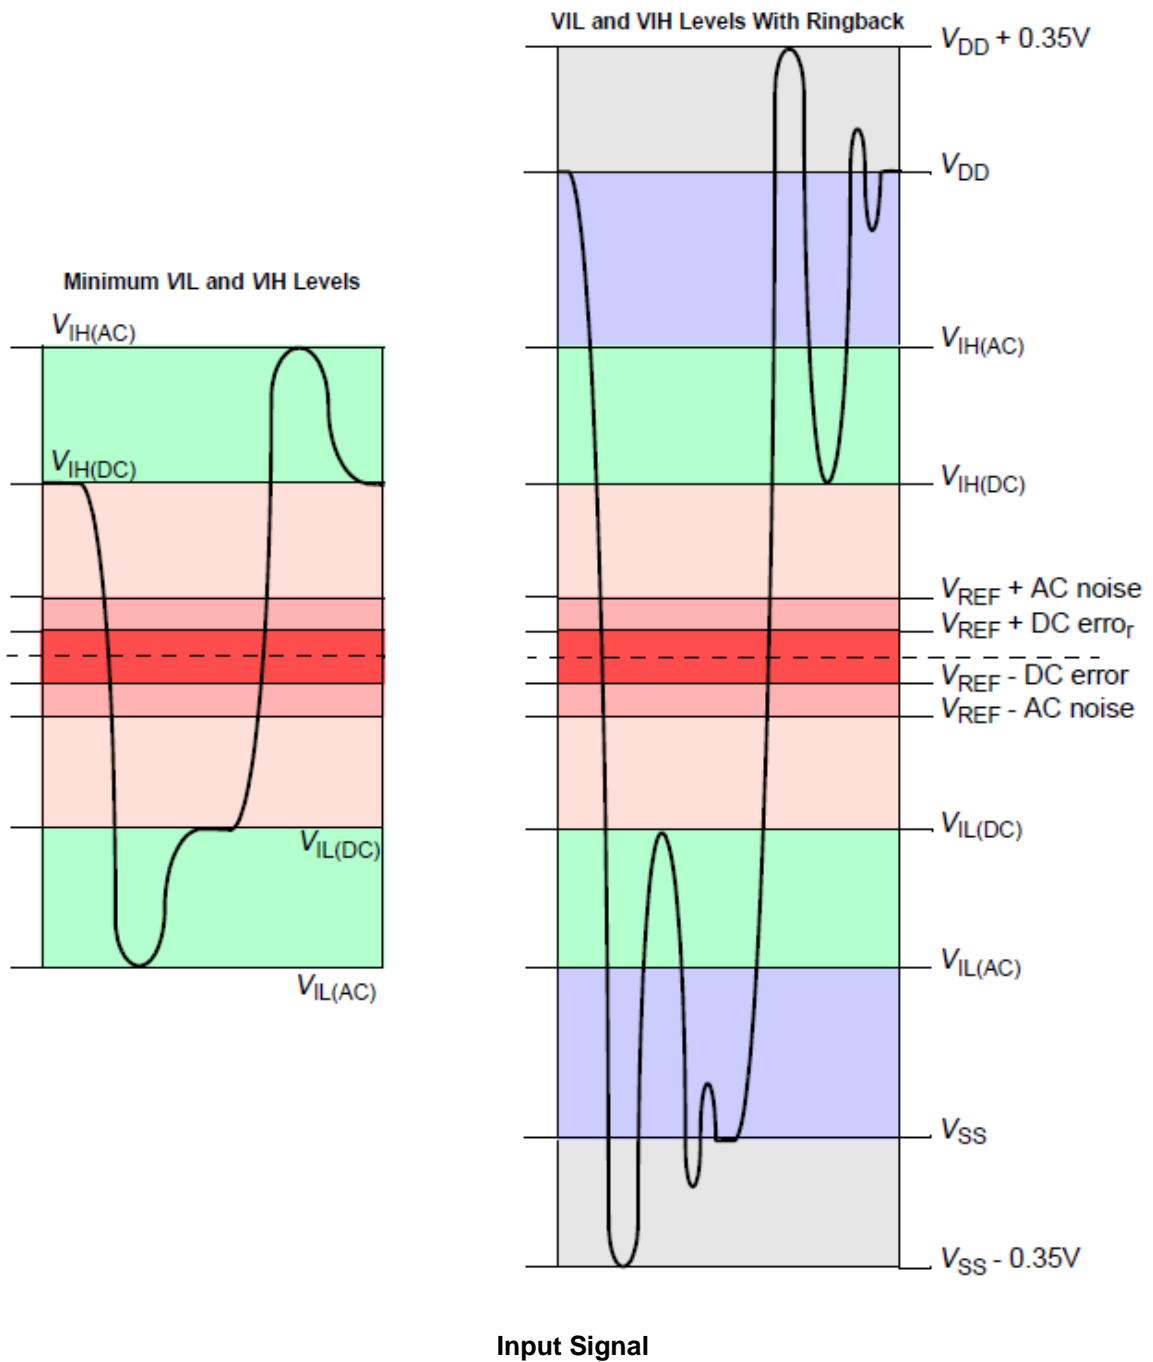 VIL and VIH Levels With Ringback
VDD + 0.35V
VDD
Minimum VIL and VIH Levels
VIH(AC)
VIH(AC)
VIH(DC)
VIH(DC)
VREF + AC noise
VREF + DC error
VREF - DC error
VREF - AC noise
VIL(DC)
VIL(DC)
VIL(AC)
VIL(AC)
VSS
VSS - 0.35V
Input Signal